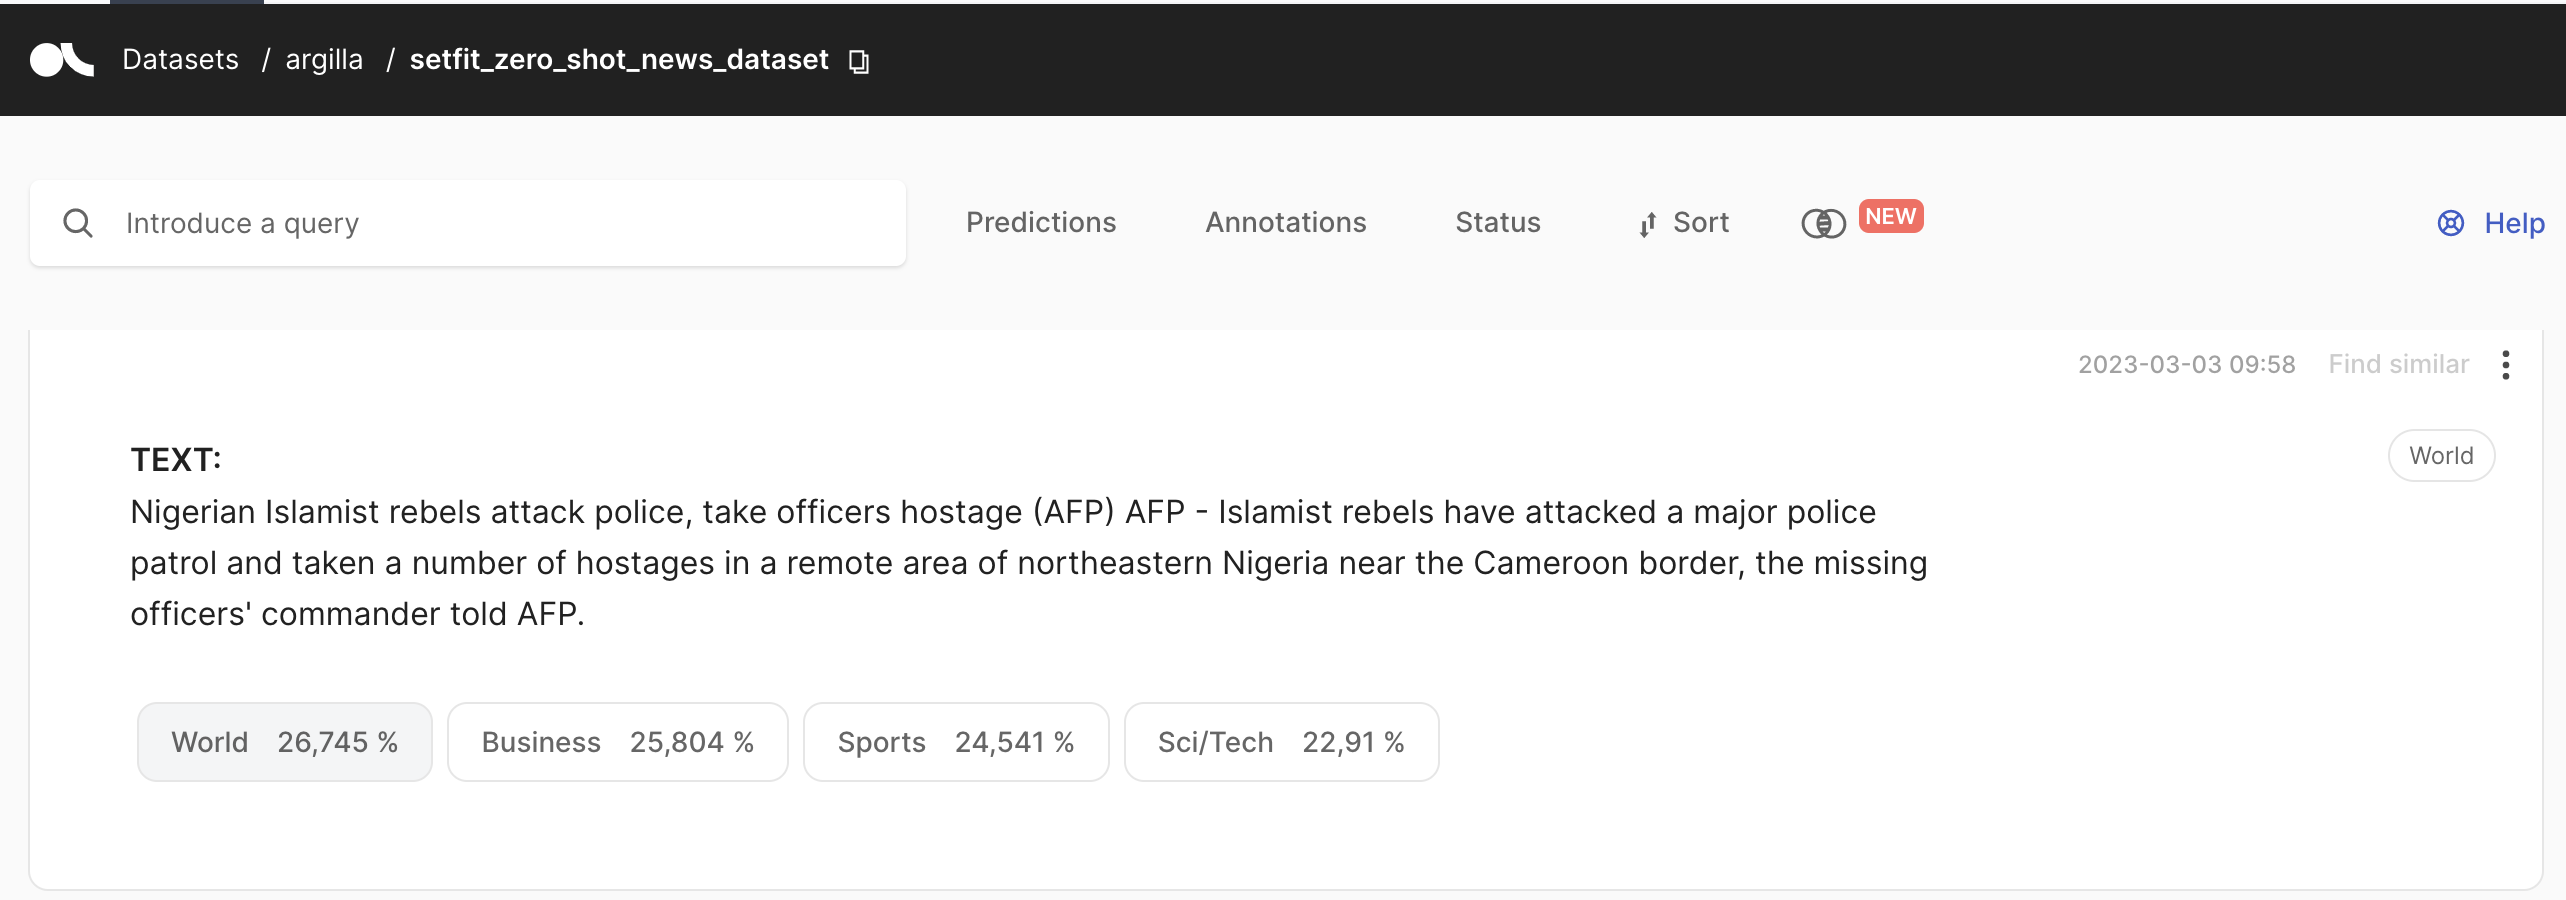 Datasets / argilla / setfit_zero_shot_news_dataset
Introduce a query
Predictions
Annotations
Status
Sort
NEW
Help
2023-03-03 09:58
Find similar
World
TEXT:
Nigerian Islamist rebels attack police, take officers hostage (AFP) AFP - Islamist rebels have attacked a major police
patrol and taken a number of hostages in a remote area of northeastern Nigeria near the Cameroon border, the missing
officers' commander told AFP.
World 26,745 %
Business 25,804 %
Sports 24,541 %
Sci/Tech 22,91 %